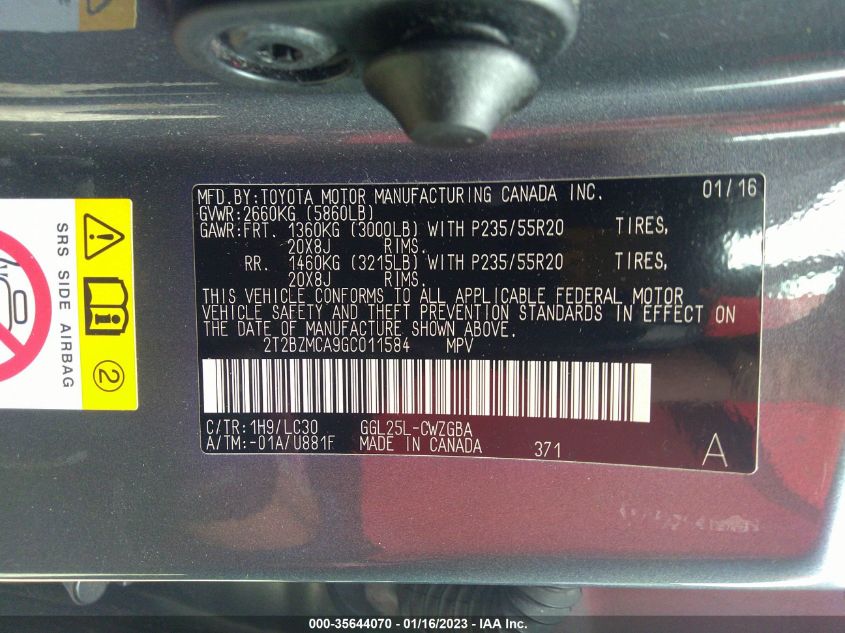 MFD.BY:TOYOTA MOTOR MANUFACTURING CANADA INC. 01/16
GVWR:2660KG (5860LB)
GAWR:FRT. 1360KG (3000LB) WITH P235/55R20 TIRES,
20X8J RIMS.
RR. 1460KG (3215LB) WITH P235/55R20 TIRES,
20X8J RIMS.
THIS VEHICLE CONFORMS TO ALL APPLICABLE FEDERAL MOTOR
VEHICLE SAFETY AND THEFT PREVENTION STANDARDS IN EFFECT ON
THE DATE OF MANUFACTURE SHOWN ABOVE.
2T2BZMCA9GC011584 MPV
C/TR:1H9/LC30 GGL25L-CWZGBA
A/TM:-01A/U881F MADE IN CANADA 371 A
SRS SIDE AIRBAG
2
000-35644070 - 01/16/2023 - IAA Inc.